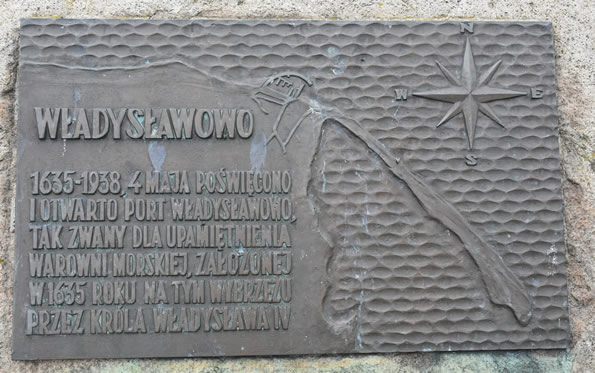 N
W E
S
WŁADYSŁAWOWO
1635-1938, 4 MAJA POŚWIĘCONO
I OTWARTO PORT WŁADYSŁAWOWO,
TAK ZWANY DLA UPAMIĘTNIENIA
WAROWNI MORSKIEJ, ZAŁOŻONEJ
W 1635 ROKU NA TYM WYBRZEŻU
PRZEZ KRÓLA WŁADYSŁAWA IV